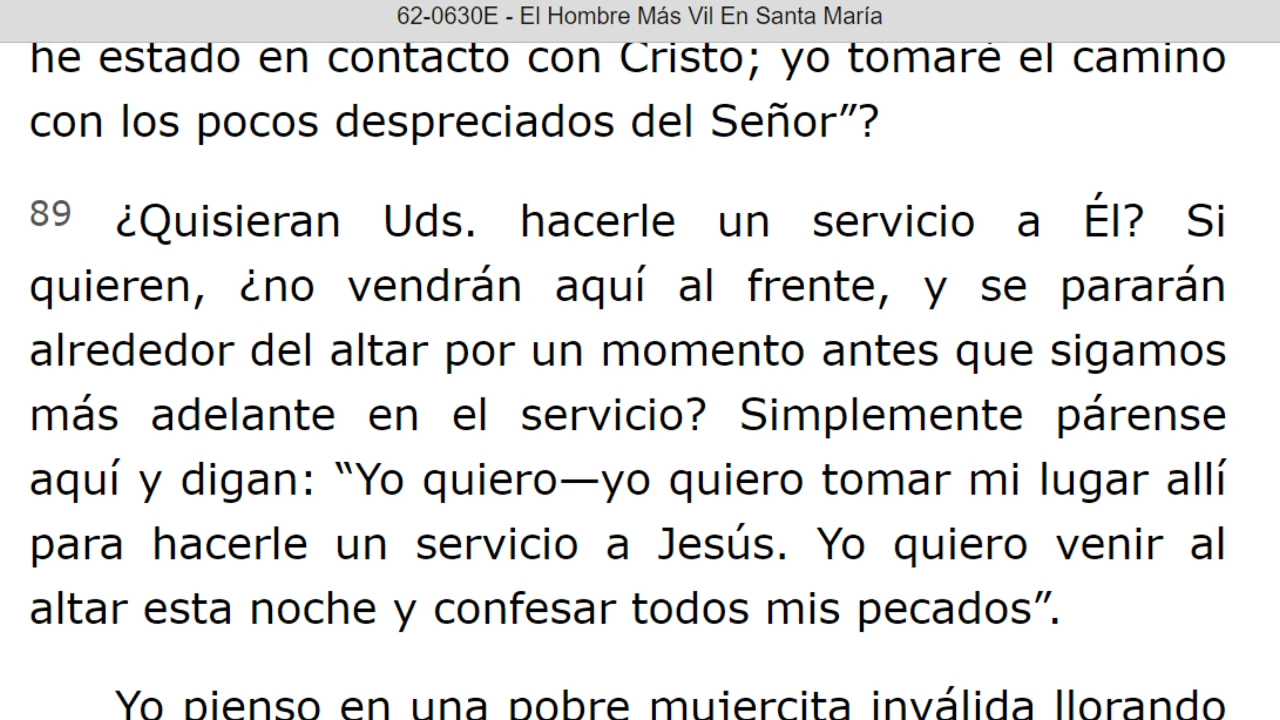 62-0630E - El Hombre Más Vil En Santa María
he estado en contacto con Cristo; yo tomaré el camino
con los pocos despreciados del Señor”?
89 ¿Quisieran Uds. hacerle un servicio a Él? Si
quieren, ¿no vendrán aquí al frente, y se pararán
alrededor del altar por un momento antes que sigamos
más adelante en el servicio? Simplemente párense
aquí y digan: “Yo quiero—yo quiero tomar mi lugar allí
para hacerle un servicio a Jesús. Yo quiero venir al
altar esta noche y confesar todos mis pecados”.
Yo pienso en una pobre mujercita inválida llorando